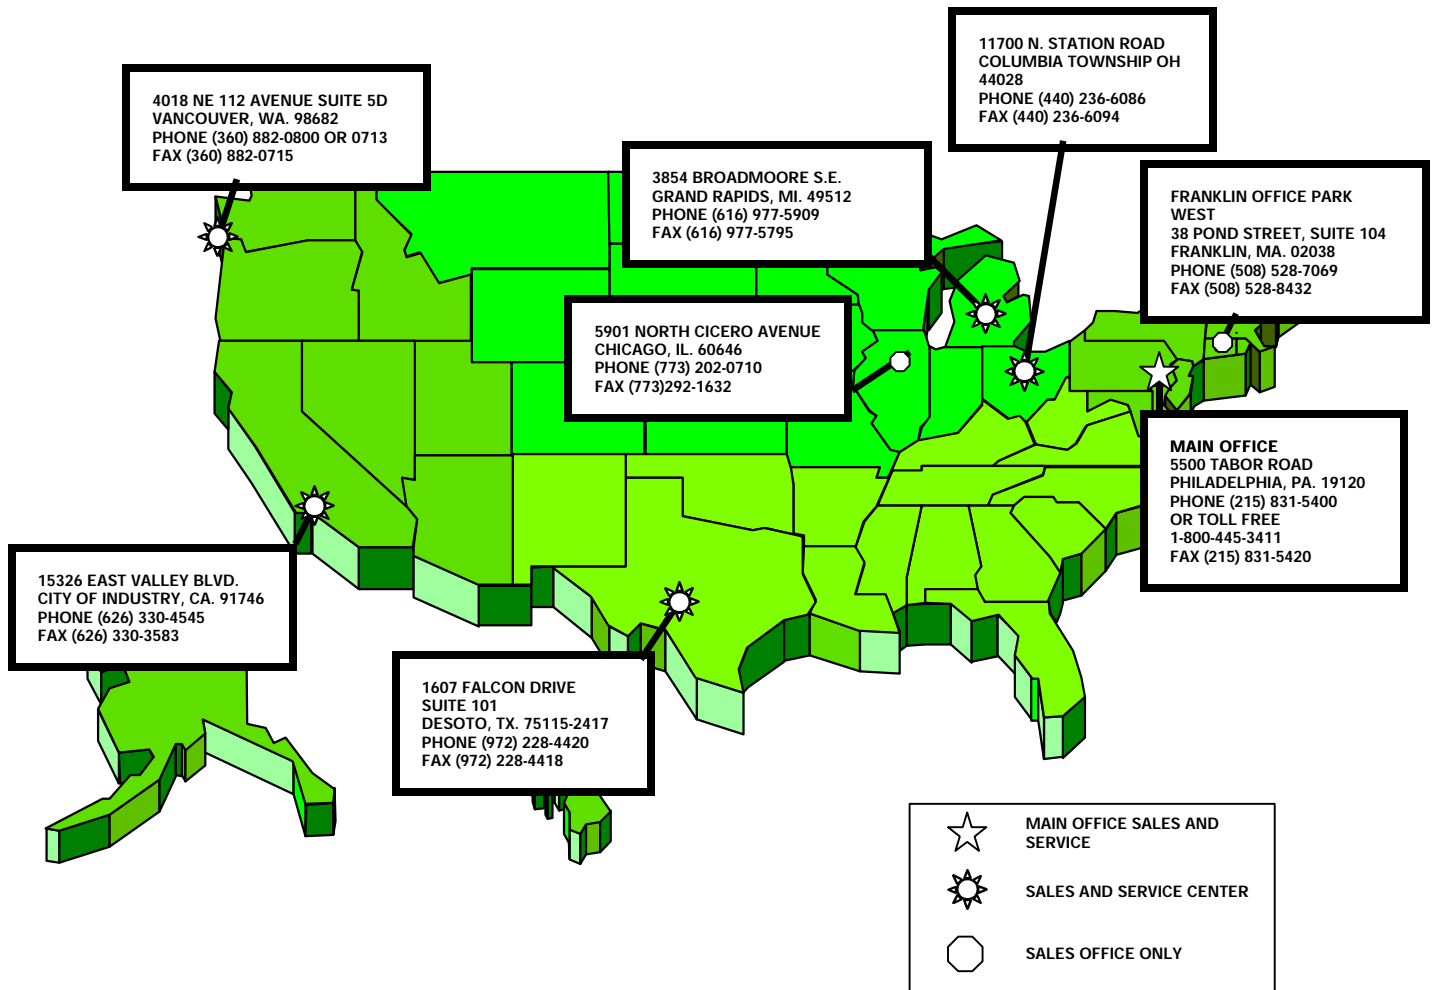 11700 N. STATION ROAD
COLUMBIA TOWNSHIP OH
44028
PHONE (440) 236-6086
FAX (440) 236-6094
4018 NE 112 AVENUE SUITE 5D
VANCOUVER, WA. 98682
PHONE (360) 882-0800 OR 0713
FAX (360) 882-0715
3854 BROADMOORE S.E.
GRAND RAPIDS, MI. 49512
PHONE (616) 977-5909
FAX (616) 977-5795
FRANKLIN OFFICE PARK
WEST
38 POND STREET, SUITE 104
FRANKLIN, MA. 02038
PHONE (508) 528-7069
FAX (508) 528-8432
5901 NORTH CICERO AVENUE
CHICAGO, IL. 60646
PHONE (773) 202-0710
FAX (773)292-1632
MAIN OFFICE
5500 TABOR ROAD
PHILADELPHIA, PA. 19120
PHONE (215) 831-5400
OR TOLL FREE
1-800-445-3411
FAX (215) 831-5420
15326 EAST VALLEY BLVD.
CITY OF INDUSTRY, CA. 91746
PHONE (626) 330-4545
FAX (626) 330-3583
1607 FALCON DRIVE
SUITE 101
DESOTO, TX. 75115-2417
PHONE (972) 228-4420
FAX (972) 228-4418
MAIN OFFICE SALES AND
SERVICE
SALES AND SERVICE CENTER
SALES OFFICE ONLY